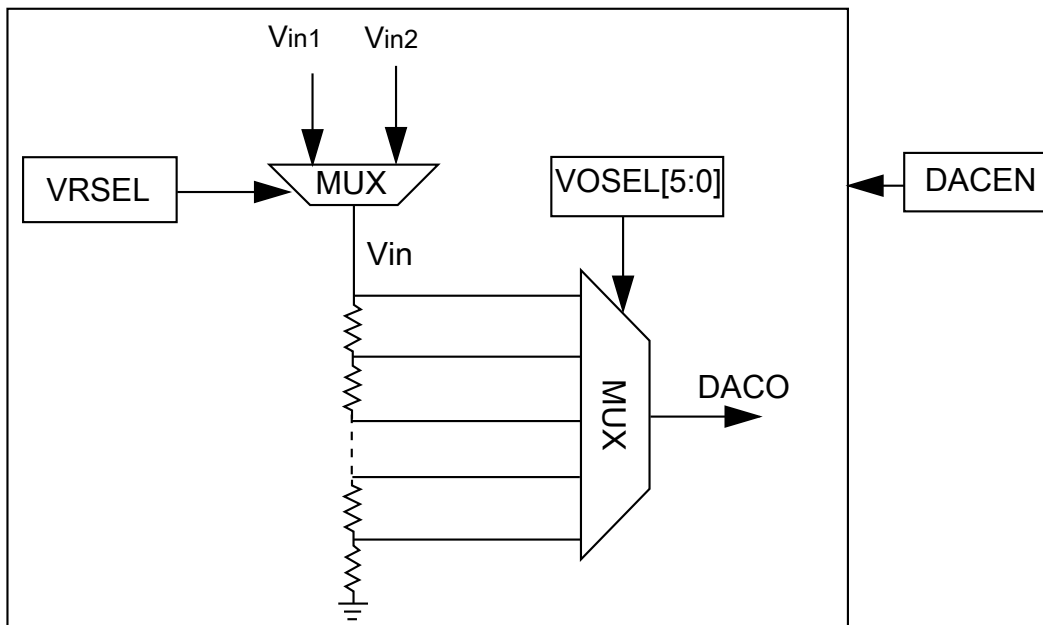 Vin1
Vin2
VRSEL
MUX
VOSEL[5:0]
DACEN
Vin
MUX
DACO